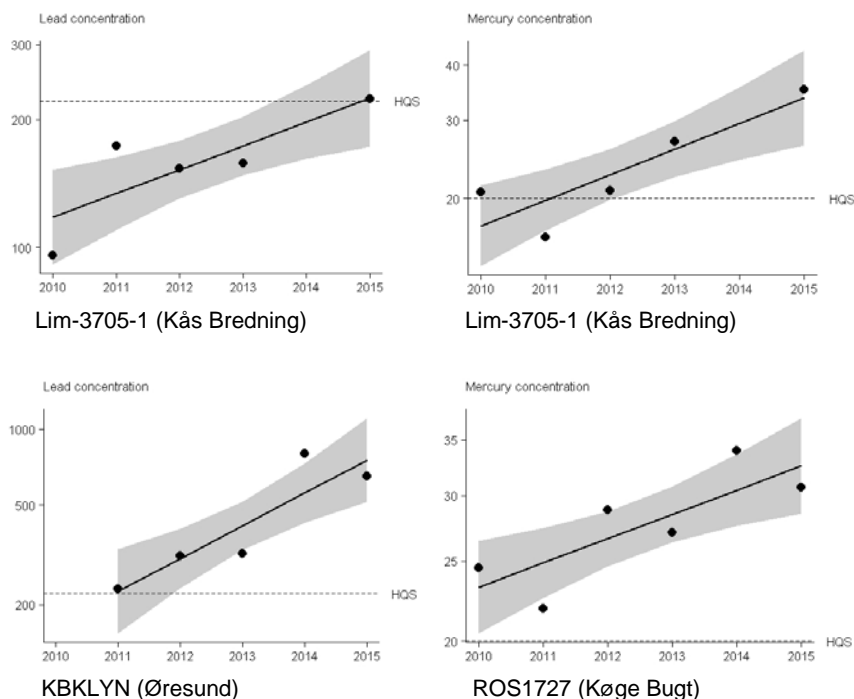 Lead concentration
300
200
100
HQS
2010 2011 2012 2013 2014 2015
Lim-3705-1 (Kås Bredning)
Mercury concentration
40
30
20
HQS
2010 2011 2012 2013 2014 2015
Lim-3705-1 (Kås Bredning)
Lead concentration
1000
500
200
HQS
2010 2011 2012 2013 2014 2015
KBKLYN (Øresund)
Mercury concentration
35
30
25
20
HQS
2010 2011 2012 2013 2014 2015
ROS1727 (Køge Bugt)